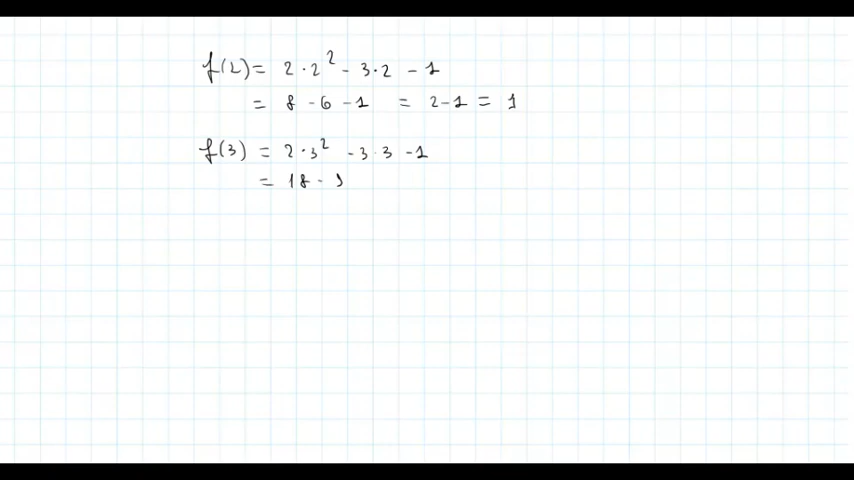 f(2) = 2 · 2² - 3 · 2 - 1
= 8 - 6 - 1 = 2 - 1 = 1
f(3) = 2 · 3² - 3 · 3 - 1
= 18 - 9